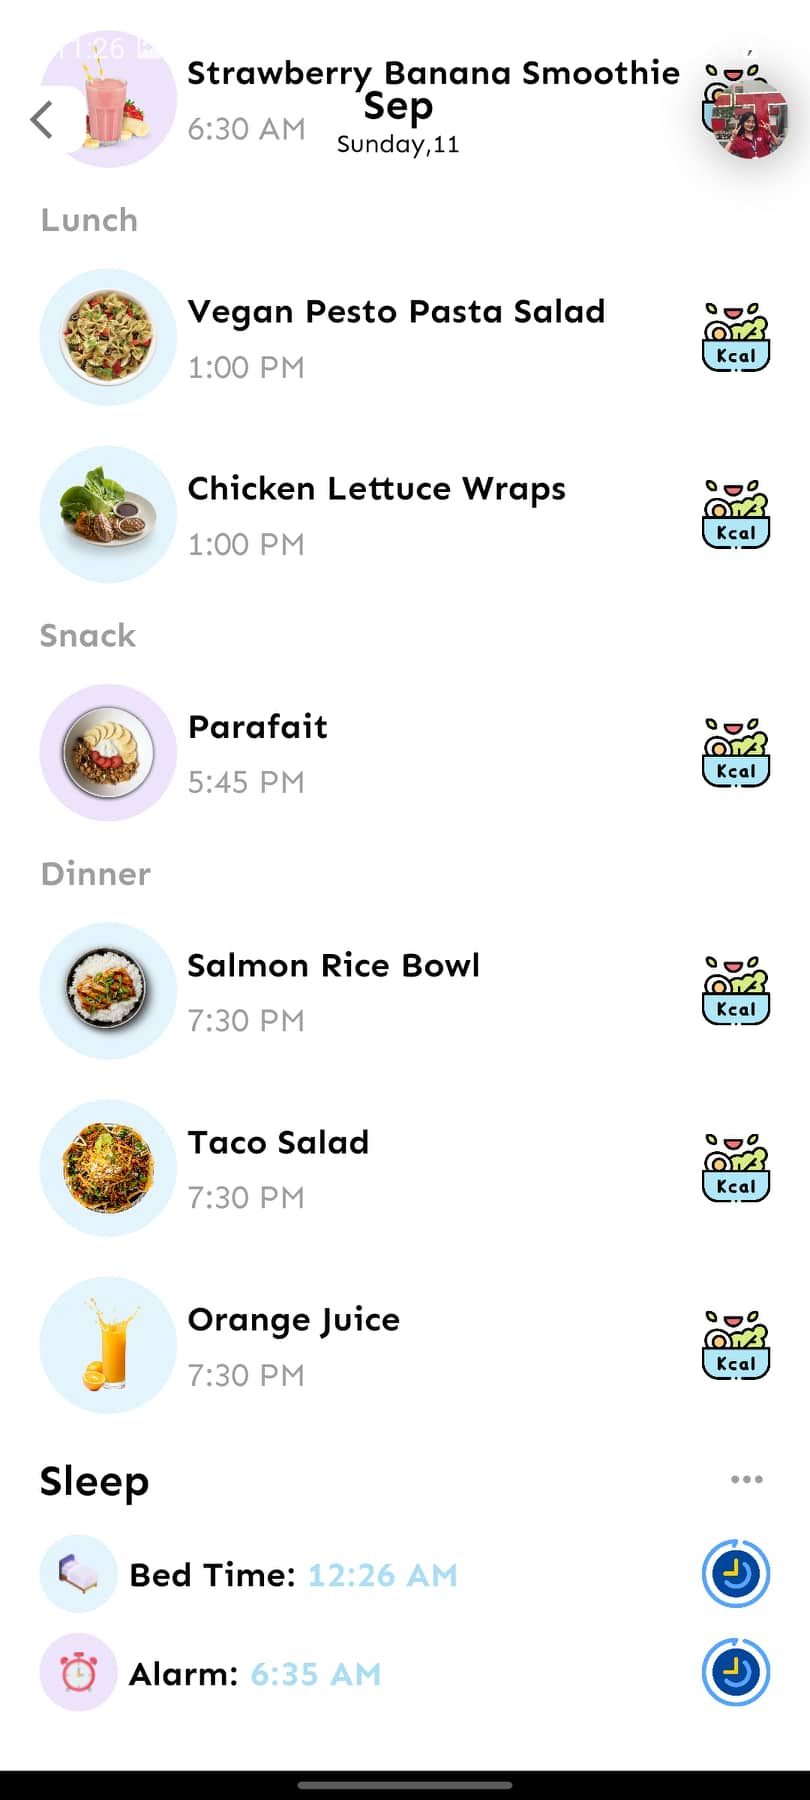 11:26
Strawberry Banana Smoothie
Sep
6:30 AM
Sunday,11
Lunch
Vegan Pesto Pasta Salad
Kcal
1:00 PM
Chicken Lettuce Wraps
Kcal
1:00 PM
Snack
Parafait
Kcal
5:45 PM
Dinner
Salmon Rice Bowl
Kcal
7:30 PM
Taco Salad
Kcal
7:30 PM
Orange Juice
Kcal
7:30 PM
Sleep
Bed Time: 12:26 AM
Alarm: 6:35 AM